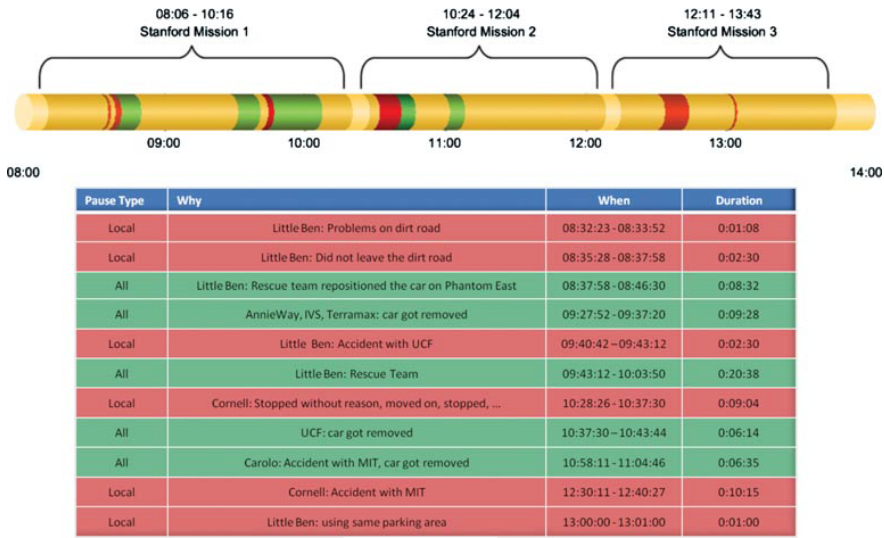 08:06 - 10:16 10:24 - 12:04 12:11 - 13:43
Stanford Mission 1 Stanford Mission 2 Stanford Mission 3
09:00 10:00 11:00 12:00 13:00
08:00 14:00
Pause Type Why When Duration
Local Little Ben: Problems on dirt road 08:32:23 - 08:33:52 0:01:08
Local Little Ben: Did not leave the dirt road 08:35:28 - 08:37:58 0:02:30
All Little Ben: Rescue team repositioned the car on Phantom East 08:37:58 - 08:46:30 0:08:32
All AnnieWay, IVS, Terramax: car got removed 09:27:52 - 09:37:20 0:09:28
Local Little Ben: Accident with UCF 09:40:42 – 09:43:12 0:02:30
All Little Ben: Rescue Team 09:43:12 - 10:03:50 0:20:38
Local Cornell: Stopped without reason, moved on, stopped, ... 10:28:26 - 10:37:30 0:09:04
All UCF: car got removed 10:37:30 – 10:43:44 0:06:14
All Carolo: Accident with MIT, car got removed 10:58:11 - 11:04:46 0:06:35
Local Cornell: Accident with MIT 12:30:11 - 12:40:27 0:10:15
Local Little Ben: using same parking area 13:00:00 - 13:01:00 0:01:00